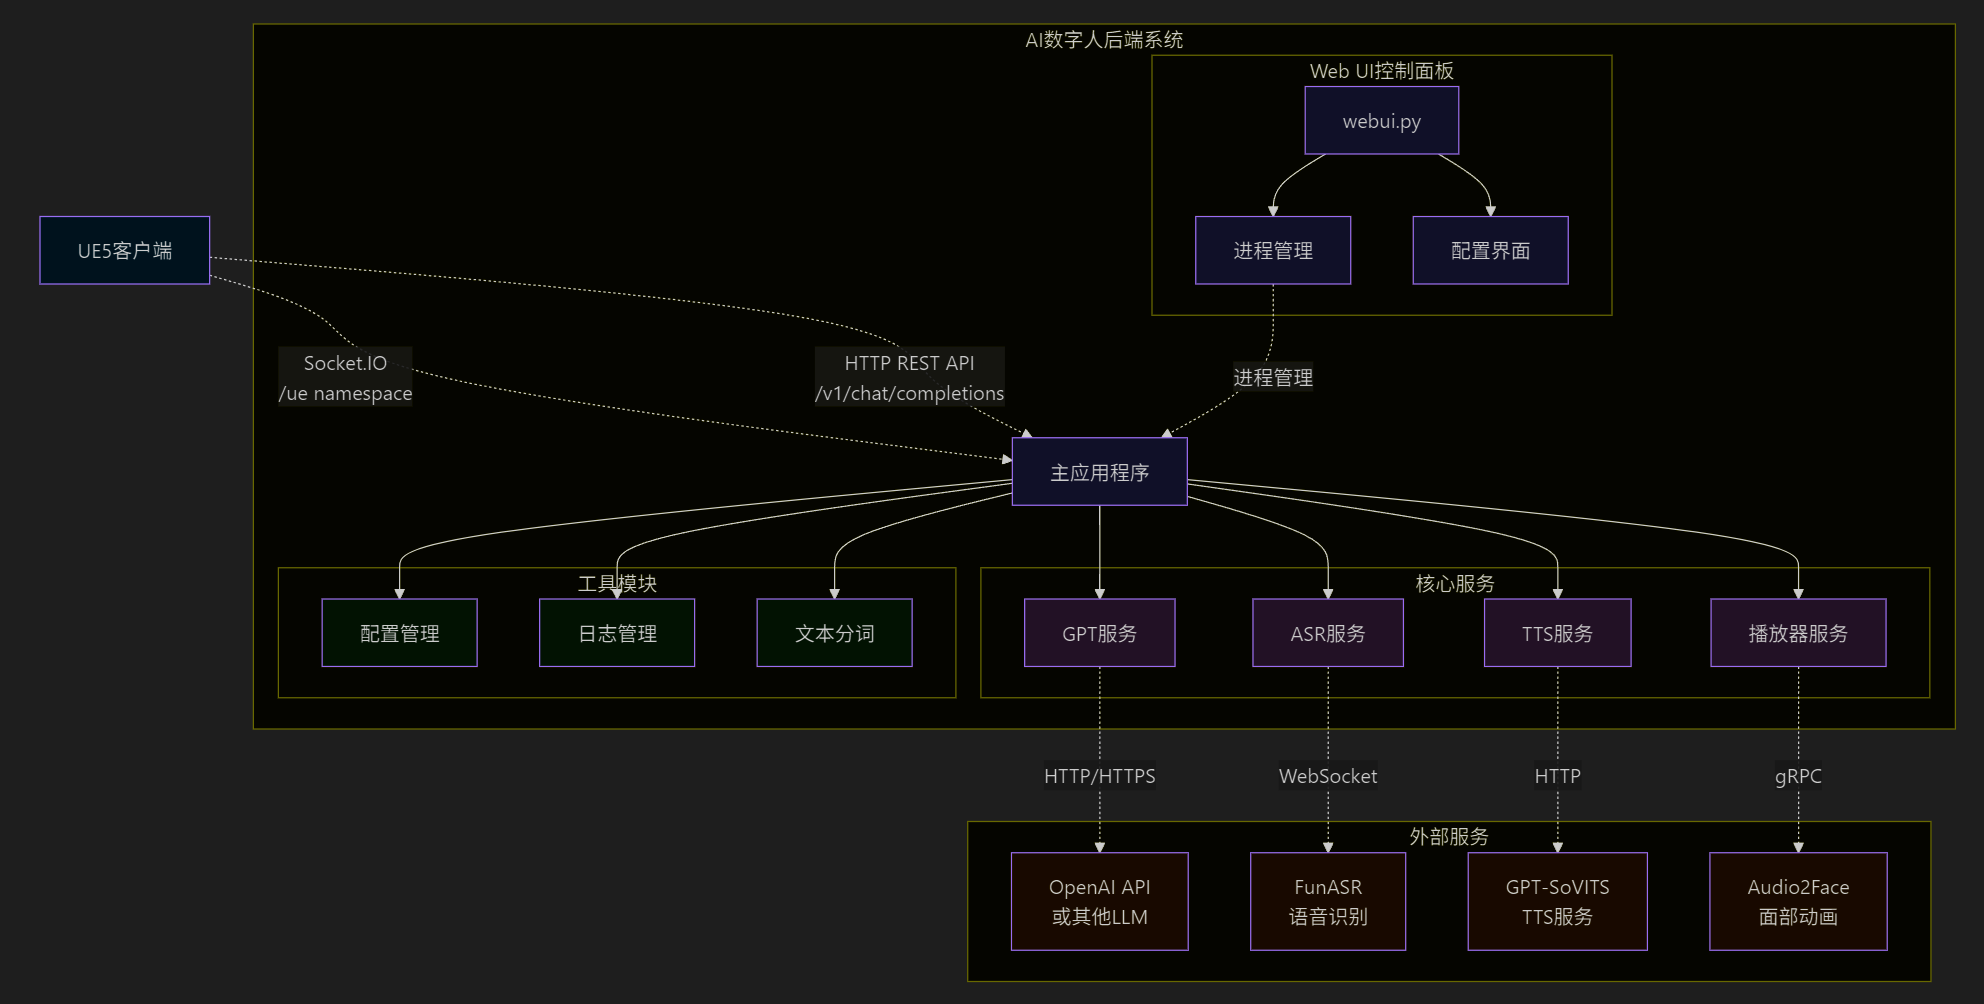 AI数字人后端系统
Web UI控制面板
webui.py
UE5客户端
进程管理
配置界面
Socket.IO
/ue namespace
HTTP REST API
/v1/chat/completions
进程管理
主应用程序
工具模块
核心服务
配置管理
日志管理
文本分词
GPT服务
ASR服务
TTS服务
播放器服务
HTTP/HTTPS
WebSocket
HTTP
gRPC
外部服务
OpenAI API
或其他LLM
FunASR
语音识别
GPT-SoVITS
TTS服务
Audio2Face
面部动画